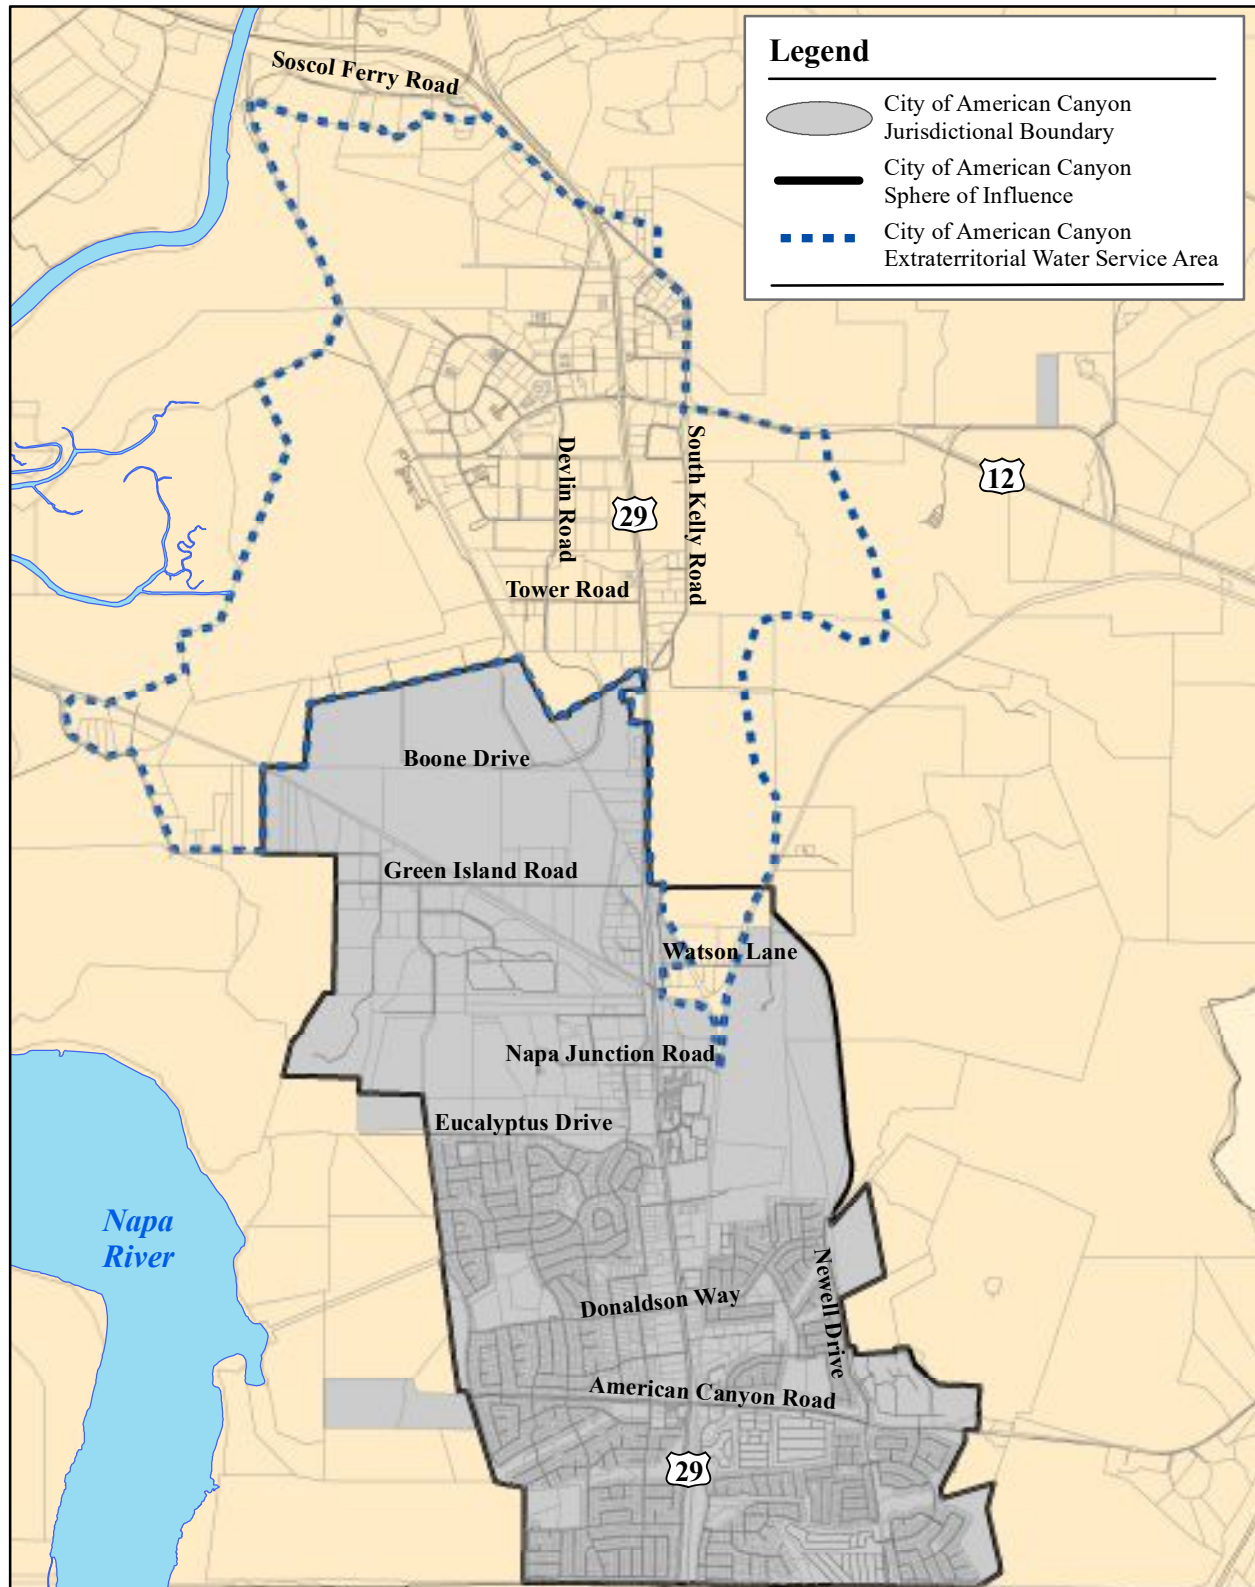 Legend
City of American Canyon
Jurisdictional Boundary
City of American Canyon
Sphere of Influence
City of American Canyon
Extraterritorial Water Service Area
Soscol Ferry Road
Devlin Road
South Kelly Road
12
29
Tower Road
Boone Drive
Green Island Road
Watson Lane
Napa Junction Road
Eucalyptus Drive
Napa
River
Newell Drive
Donaldson Way
American Canyon Road
29